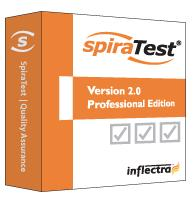 spiraTest®
Version 2.0
Professional Edition
inflectra
SpiraTest | Quality Assurance